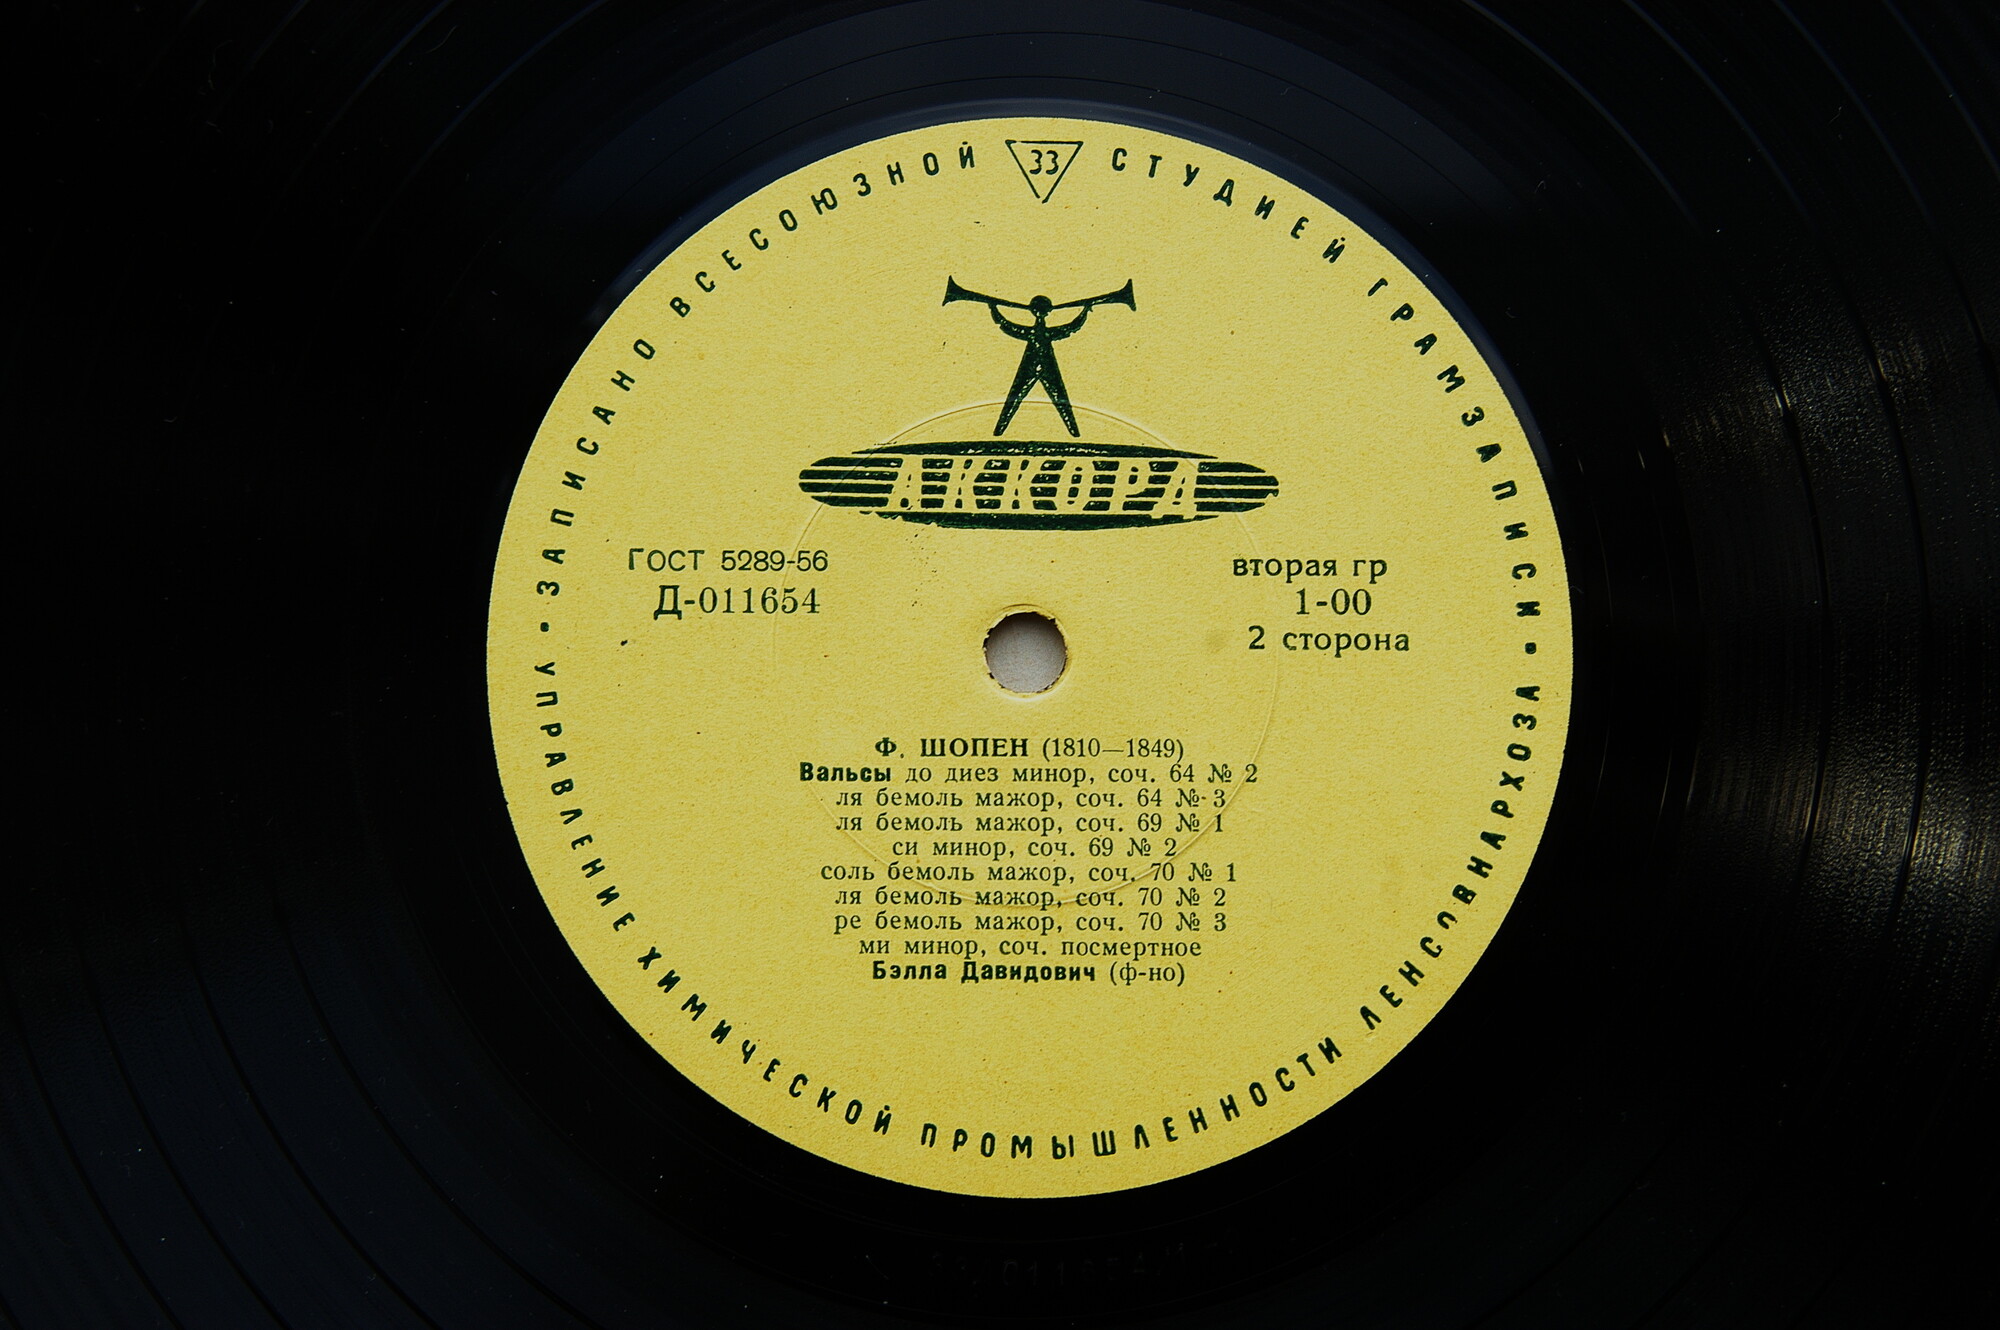 ЗАПИСАНО ВСЕСОЮЗНОЙ СТУДИЕЙ ГРАМЗАПИСИ
33
АККОРД
ГОСТ 5289-56
Д-011654
вторая гр
1-00
2 сторона
Ф. ШОПЕН (1810—1849)
Вальсы до диез минор, соч. 64 № 2
ля бемоль мажор, соч. 64 № 3
ля бемоль мажор, соч. 69 № 1
си минор, соч. 69 № 2
соль бемоль мажор, соч. 70 № 1
ля бемоль мажор, соч. 70 № 2
ре бемоль мажор, соч. 70 № 3
ми минор, соч. посмертное
Бэлла Давидович (ф-но)
УПРАВЛЕНИЕ ХИМИЧЕСКОЙ ПРОМЫШЛЕННОСТИ ЛЕНСОВНАРХОЗА